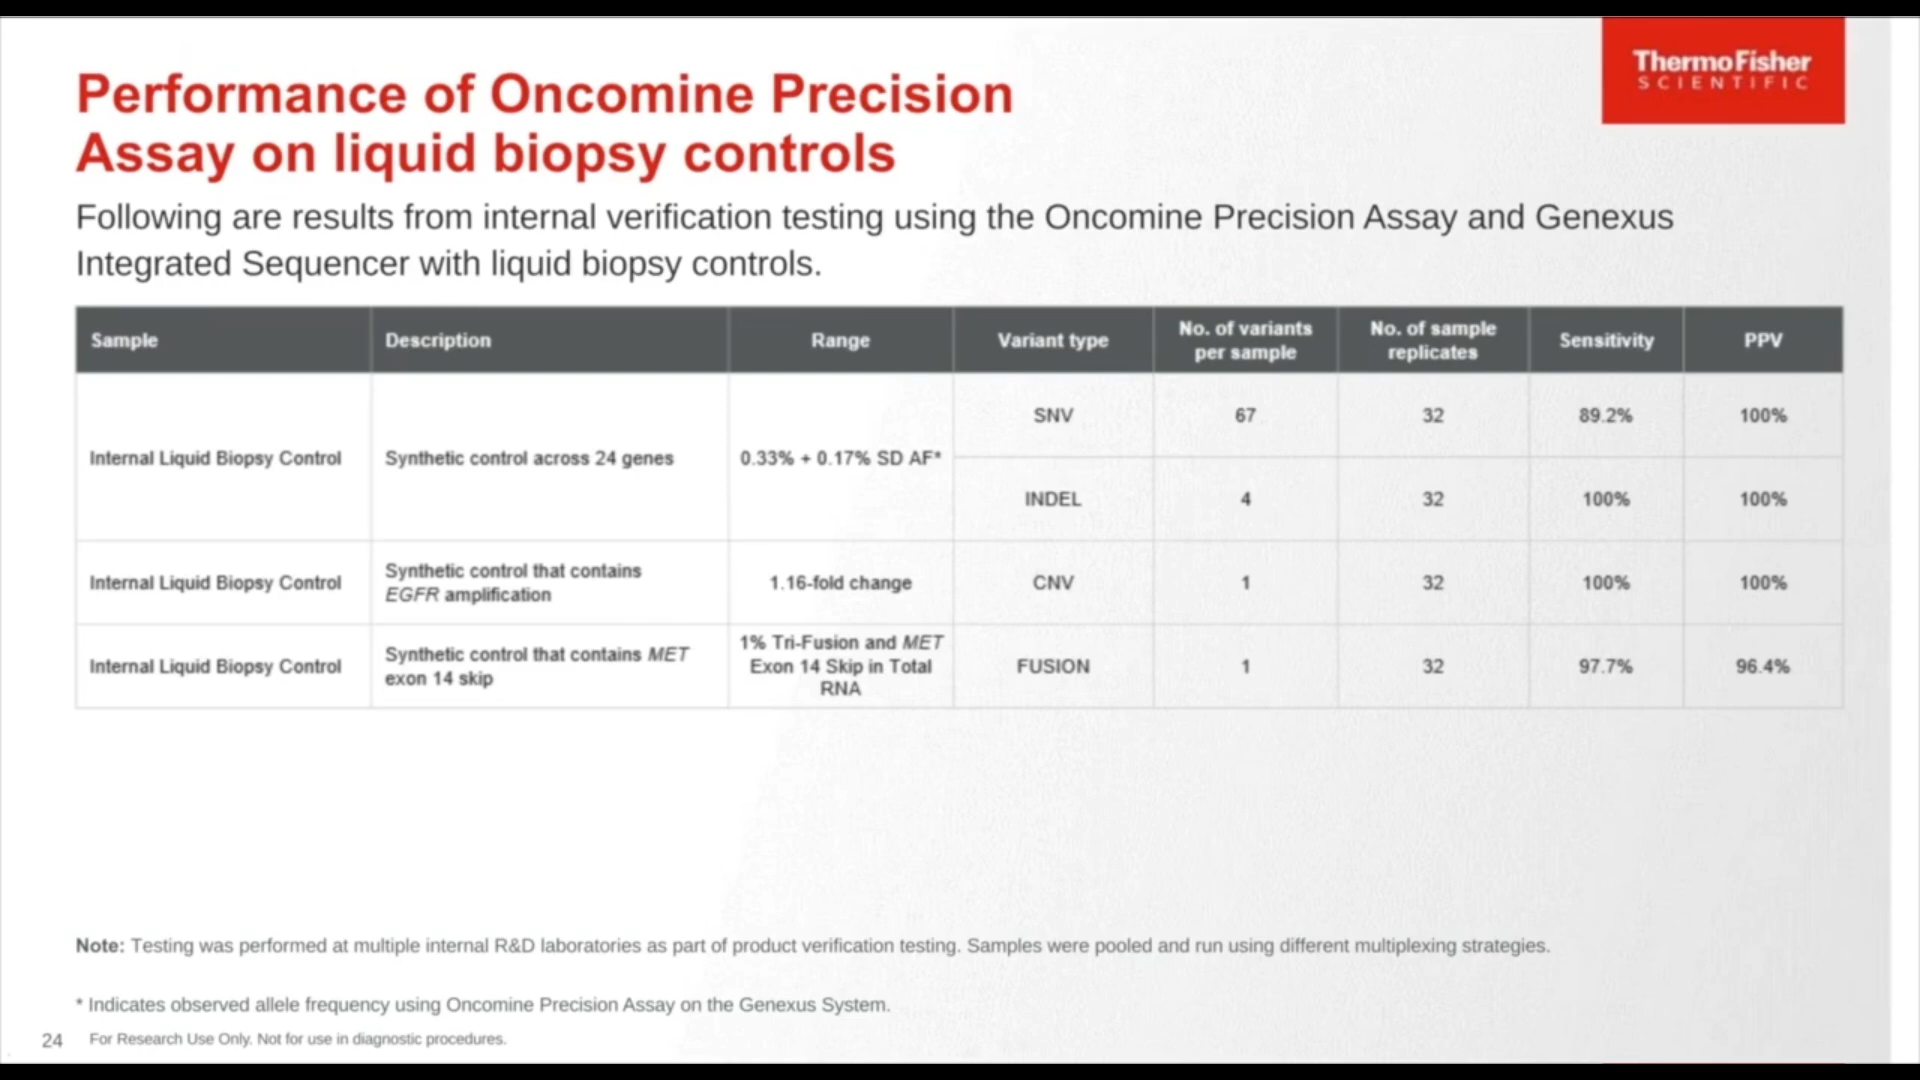 ThermoFisher
SCIENTIFIC
Performance of Oncomine Precision
Assay on liquid biopsy controls
Following are results from internal verification testing using the Oncomine Precision Assay and Genexus
Integrated Sequencer with liquid biopsy controls.
Sample Description Range Variant type No. of variants per sample No. of sample replicates Sensitivity PPV
Internal Liquid Biopsy Control Synthetic control across 24 genes 0.33% + 0.17% SD AF* SNV 67 32 89.2% 100%
INDEL 4 32 100% 100%
Internal Liquid Biopsy Control Synthetic control that contains EGFR amplification 1.16-fold change CNV 1 32 100% 100%
Internal Liquid Biopsy Control Synthetic control that contains MET exon 14 skip 1% Tri-Fusion and MET Exon 14 Skip in Total RNA FUSION 1 32 97.7% 96.4%
Note: Testing was performed at multiple internal R&D laboratories as part of product verification testing. Samples were pooled and run using different multiplexing strategies.
* Indicates observed allele frequency using Oncomine Precision Assay on the Genexus System.
24 For Research Use Only. Not for use in diagnostic procedures.